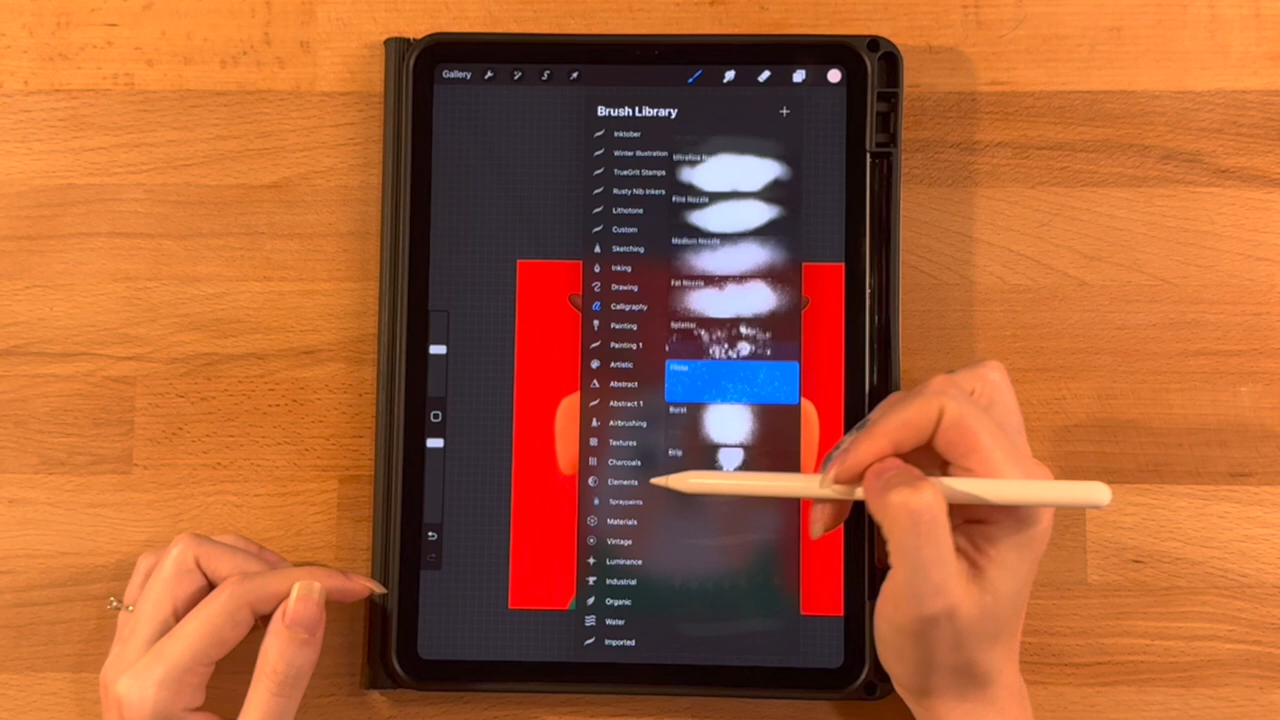 Gallery
Brush Library
Inktober
Winter Illustration
TrueGrit Stamps
Rusty Nib Inkers
Lithotone
Custom
Sketching
Inking
Drawing
Calligraphy
Painting
Painting 1
Artistic
Abstract
Abstract 1
Airbrushing
Textures
Charcoals
Elements
Spraypaints
Materials
Vintage
Luminance
Industrial
Organic
Water
Imported
Fine Nozzle
Medium Nozzle
Fat Nozzle
Splatter
Burst
Drip